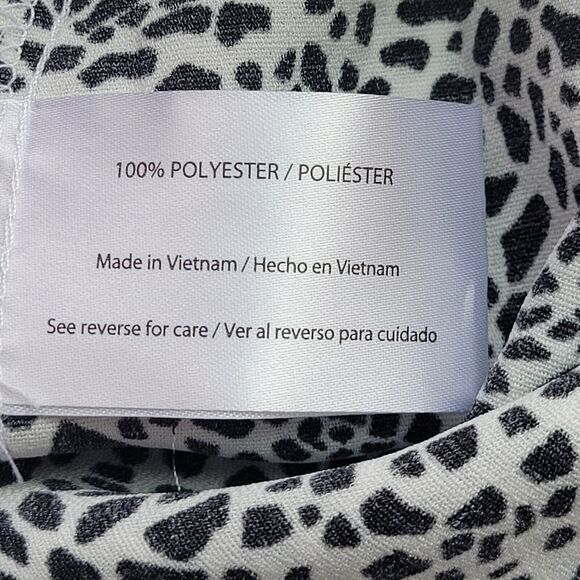 100% POLYESTER / POLIÉSTER
Made in Vietnam / Hecho en Vietnam
See reverse for care / Ver al reverso para cuidado